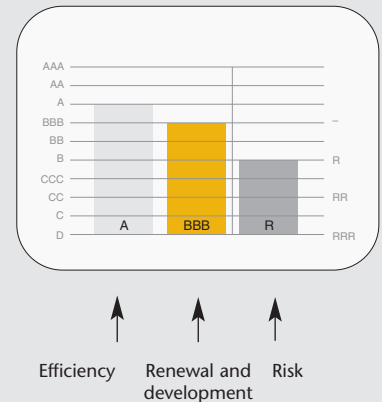 AAA
AA
A
BBB –
BB
B R
CCC
CC RR
C
A BBB R
D RRR
Efficiency Renewal and Risk
development